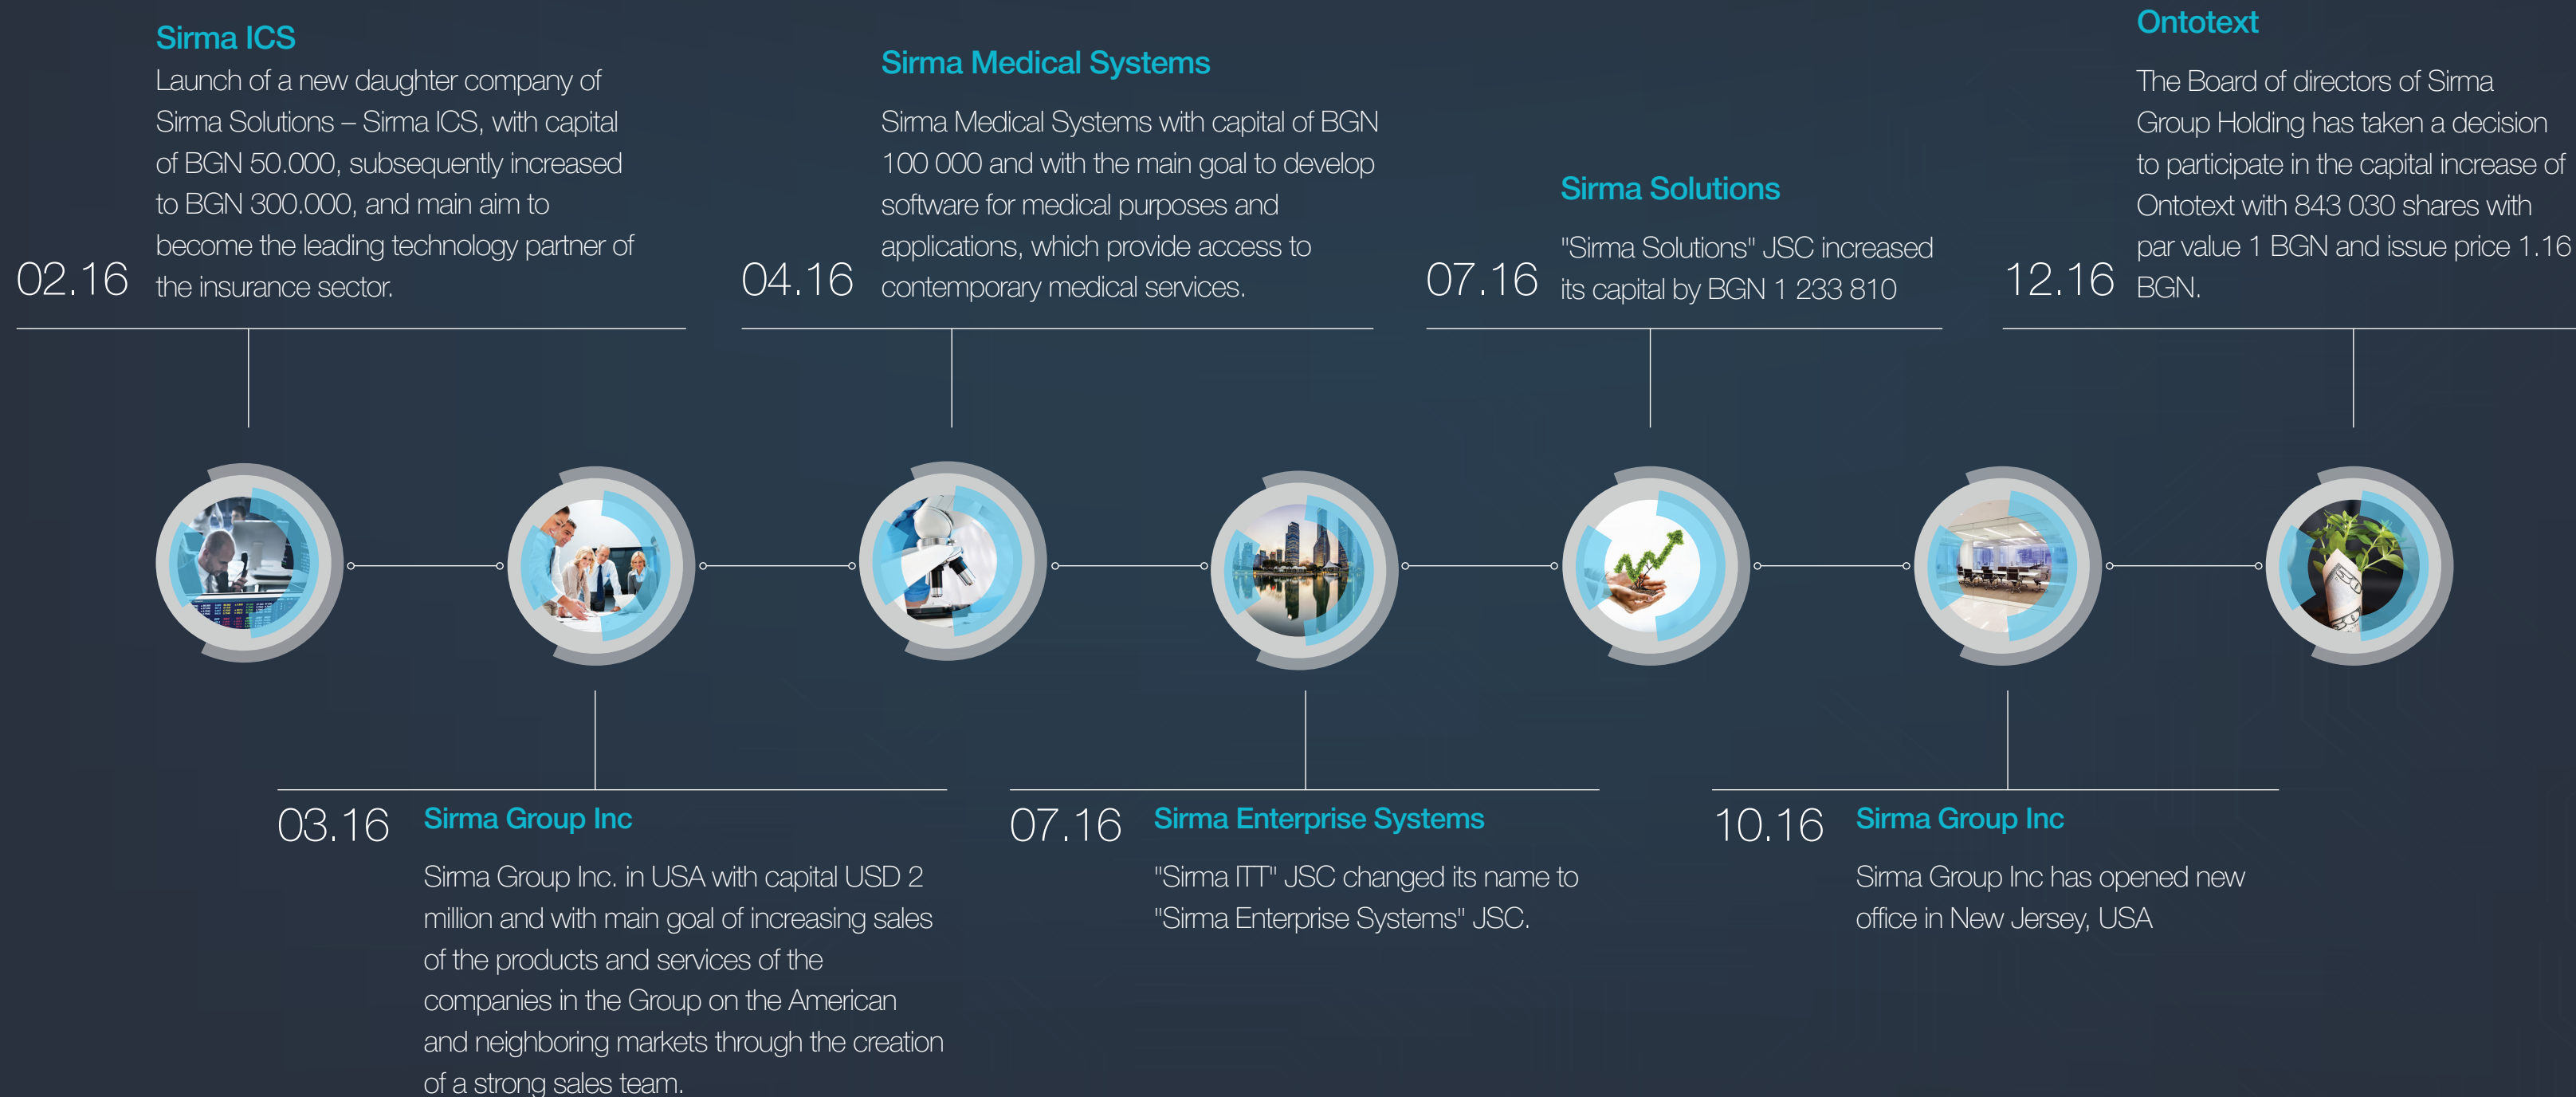 Sirma ICS
Launch of a new daughter company of
Sirma Solutions – Sirma ICS, with capital
of BGN 50.000, subsequently increased
to BGN 300.000, and main aim to
become the leading technology partner of
02.16 the insurance sector.
Sirma Medical Systems
Sirma Medical Systems with capital of BGN
100 000 and with the main goal to develop
software for medical purposes and
applications, which provide access to
04.16 contemporary medical services.
Sirma Solutions
"Sirma Solutions" JSC increased
07.16 its capital by BGN 1 233 810
Ontotext
The Board of directors of Sirma
Group Holding has taken a decision
to participate in the capital increase of
Ontotext with 843 030 shares with
par value 1 BGN and issue price 1.16
12.16 BGN.
03.16 Sirma Group Inc
Sirma Group Inc. in USA with capital USD 2
million and with main goal of increasing sales
of the products and services of the
companies in the Group on the American
and neighboring markets through the creation
of a strong sales team.
07.16 Sirma Enterprise Systems
"Sirma ITT" JSC changed its name to
"Sirma Enterprise Systems" JSC.
10.16 Sirma Group Inc
Sirma Group Inc has opened new
office in New Jersey, USA